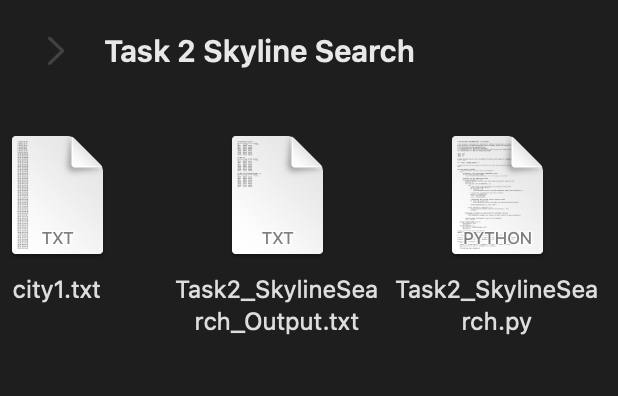 Task 2 Skyline Search
TXT
TXT
PYTHON
city1.txt
Task2_SkylineSea
rch_Output.txt
Task2_SkylineSea
rch.py